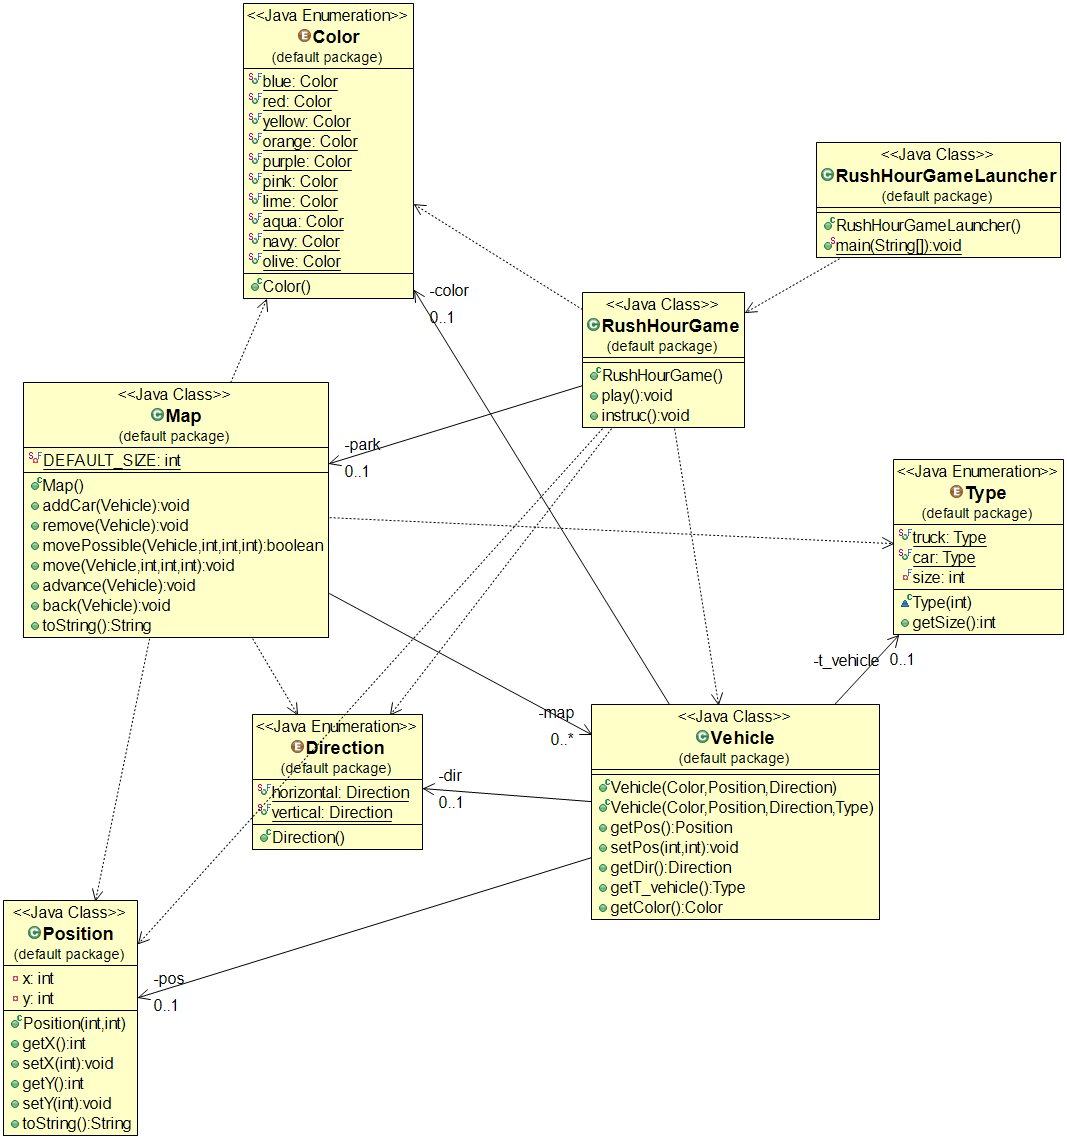 <<Java Enumeration>>
Color
(default package)
blue: Color
red: Color
yellow: Color
orange: Color
purple: Color
pink: Color
lime: Color
aqua: Color
navy: Color
olive: Color
Color()
<<Java Class>>
RushHourGameLauncher
(default package)
RushHourGameLauncher()
main(String[]):void
-color
0..1
<<Java Class>>
RushHourGame
(default package)
RushHourGame()
play():void
instruc():void
<<Java Class>>
Map
(default package)
DEFAULT_SIZE: int
Map()
addCar(Vehicle):void
remove(Vehicle):void
movePossible(Vehicle,int,int,int):boolean
move(Vehicle,int,int,int):void
advance(Vehicle):void
back(Vehicle):void
toString():String
-park
0..1
<<Java Enumeration>>
Type
(default package)
truck: Type
car: Type
size: int
Type(int)
getSize():int
-t_vehicle
0..1
-map
0..*
<<Java Class>>
Vehicle
(default package)
Vehicle(Color,Position,Direction)
Vehicle(Color,Position,Direction,Type)
getPos():Position
setPos(int,int):void
getDir():Direction
getT_vehicle():Type
getColor():Color
<<Java Enumeration>>
Direction
(default package)
horizontal: Direction
vertical: Direction
Direction()
-dir
0..1
<<Java Class>>
Position
(default package)
x: int
y: int
Position(int,int)
getX():int
setX(int):void
getY():int
setY(int):void
toString():String
-pos
0..1